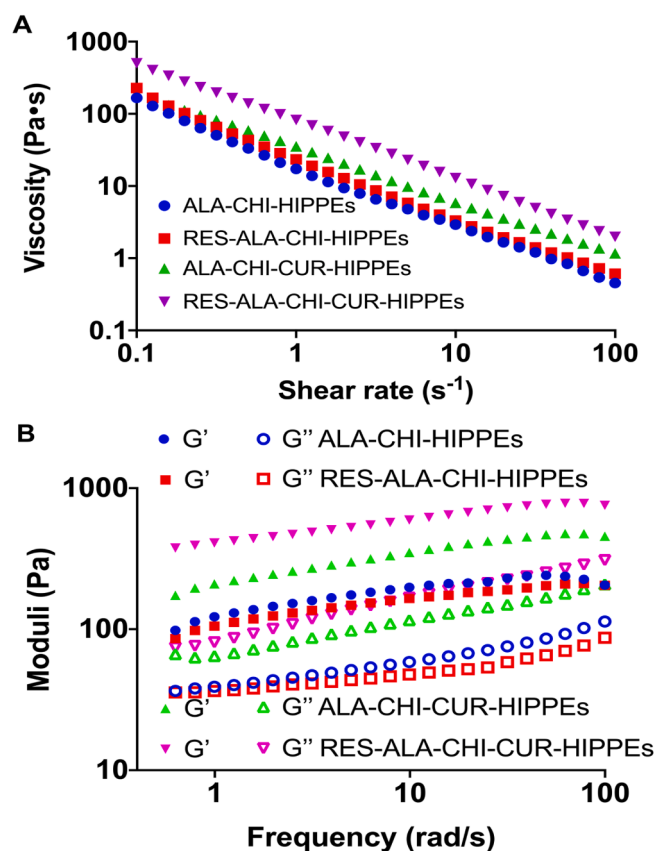 A
1000
100
10
1
0.1
Viscosity (Pa•s)
ALA-CHI-HIPPEs
RES-ALA-CHI-HIPPEs
ALA-CHI-CUR-HIPPEs
RES-ALA-CHI-CUR-HIPPEs
0.1 1 10 100
Shear rate (s⁻¹)
B
G' G'' ALA-CHI-HIPPEs
G' G'' RES-ALA-CHI-HIPPEs
1000
100
10
Moduli (Pa)
G' G'' ALA-CHI-CUR-HIPPEs
G' G'' RES-ALA-CHI-CUR-HIPPEs
1 10 100
Frequency (rad/s)